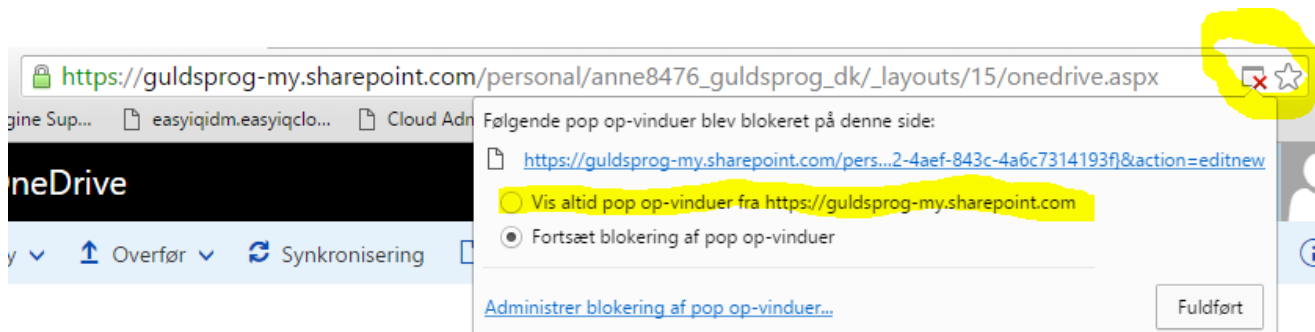 https://guldsprog-my.sharepoint.com/personal/anne8476_guldsprog_dk/_layouts/15/onedrive.aspx
gine Sup... easyiqidm.easyiqclo... Cloud Adn
Følgende pop op-vinduer blev blokeret på denne side:
https://guldsprog-my.sharepoint.com/pers...2-4aef-843c-4a6c7314193f}&action=editnew
neDrive
Vis altid pop op-vinduer fra https://guldsprog-my.sharepoint.com
Fortsæt blokering af pop op-vinduer
y Overfør Synkronisering
Administrer blokering af pop op-vinduer...
Fuldført